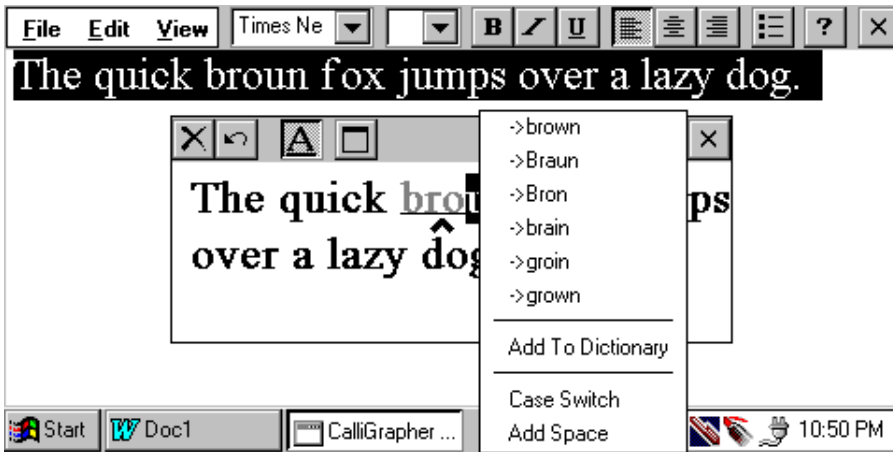 File Edit View Times Ne B I U ?
The quick broun fox jumps over a lazy dog.
A
The quick brou ps
over a lazy dog
->brown
->Braun
->Bron
->brain
->groin
->grown
Add To Dictionary
Case Switch
Add Space
Start Doc1 CalliGrapher ... 10:50 PM